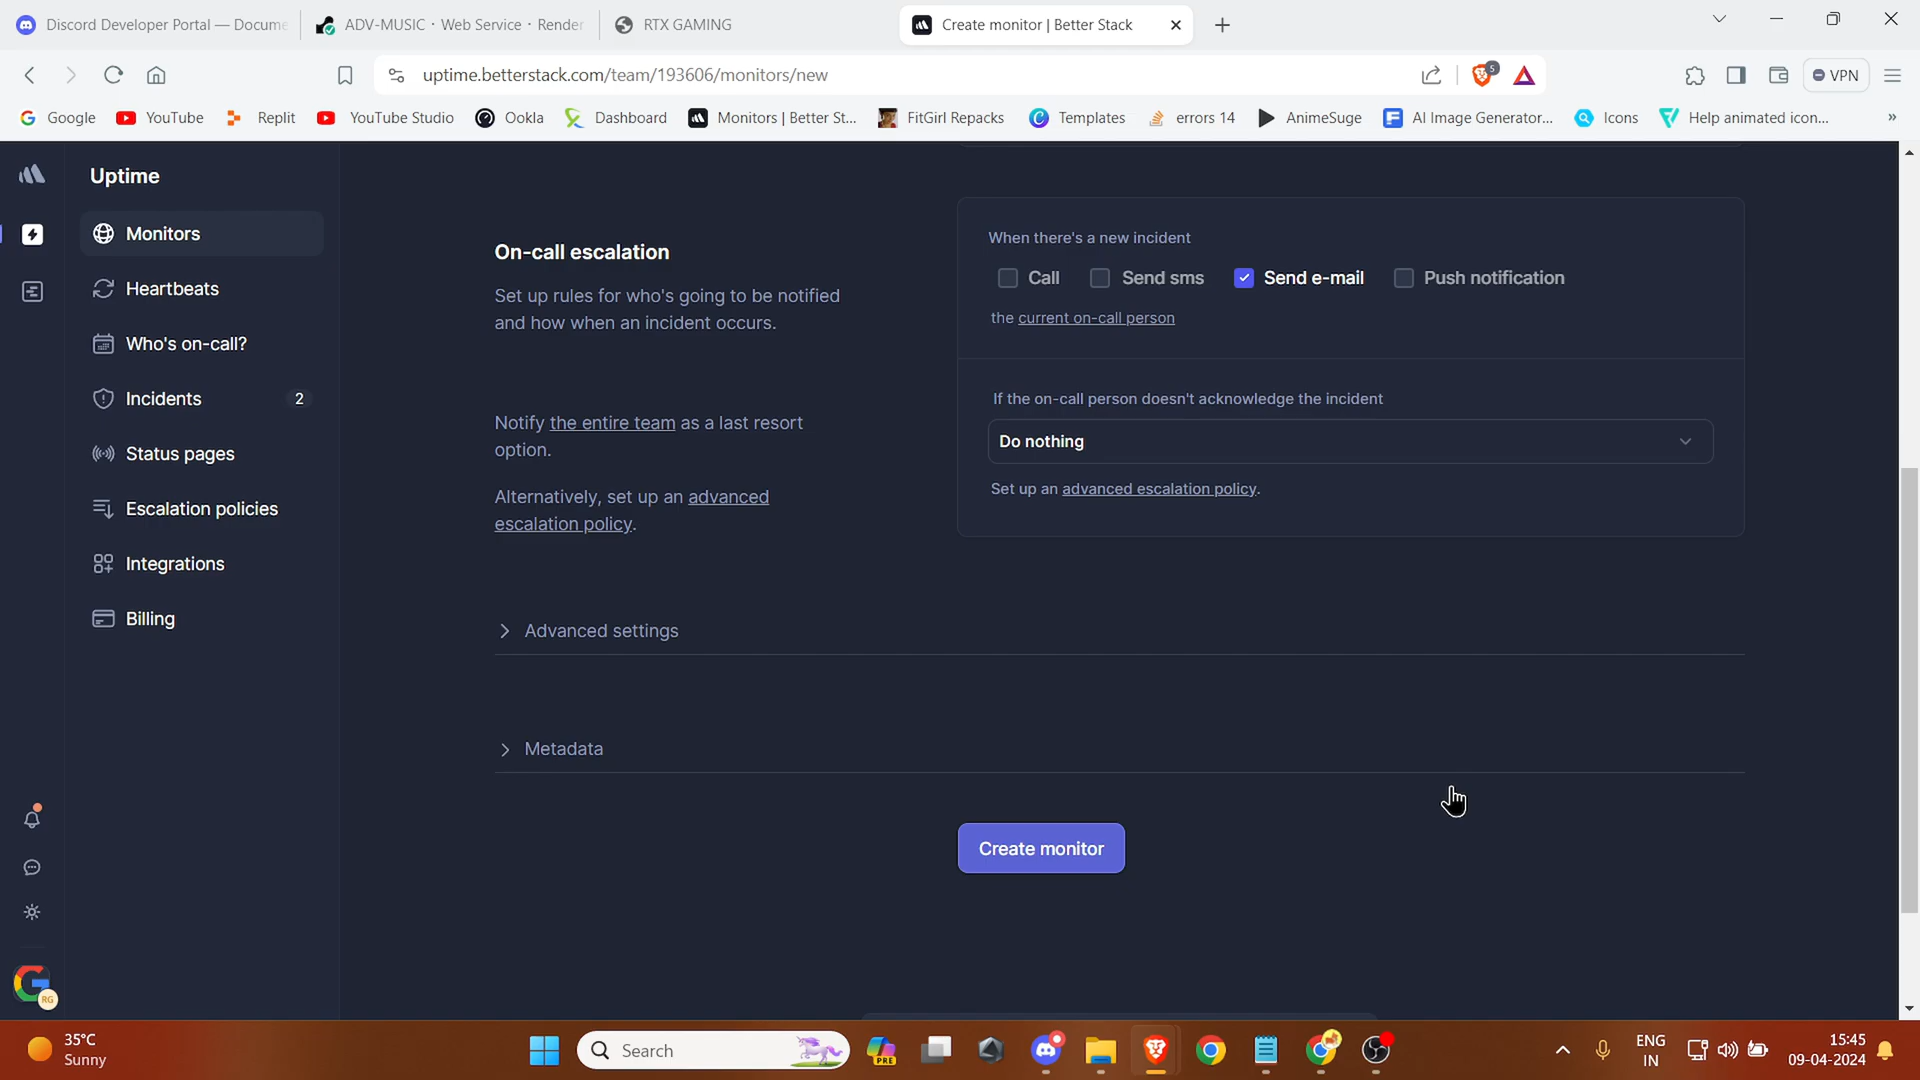 Discord Developer Portal — Docume
ADV-MUSIC · Web Service · Render
RTX GAMING
Create monitor | Better Stack
uptime.betterstack.com/team/193606/monitors/new
5
VPN
Google
YouTube
Replit
YouTube Studio
Ookla
Dashboard
Monitors | Better St...
FitGirl Repacks
Templates
errors 14
AnimeSuge
AI Image Generator...
Icons
Help animated icon...
»
Uptime
Monitors
Heartbeats
Who's on-call?
Incidents 2
Status pages
Escalation policies
Integrations
Billing
RG
On-call escalation
Set up rules for who's going to be notified
and how when an incident occurs.
Notify the entire team as a last resort
option.
Alternatively, set up an advanced
escalation policy.
When there's a new incident
Call Send sms Send e-mail Push notification
the current on-call person
If the on-call person doesn't acknowledge the incident
Do nothing
Set up an advanced escalation policy.
Advanced settings
Metadata
Create monitor
35°C
Sunny
Search
PRE
ENG
IN
15:45
09-04-2024